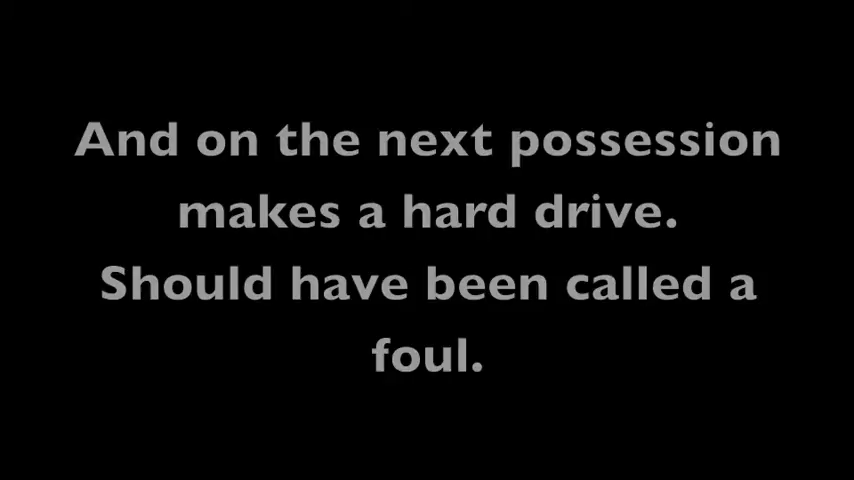 And on the next possession
makes a hard drive.
Should have been called a
foul.